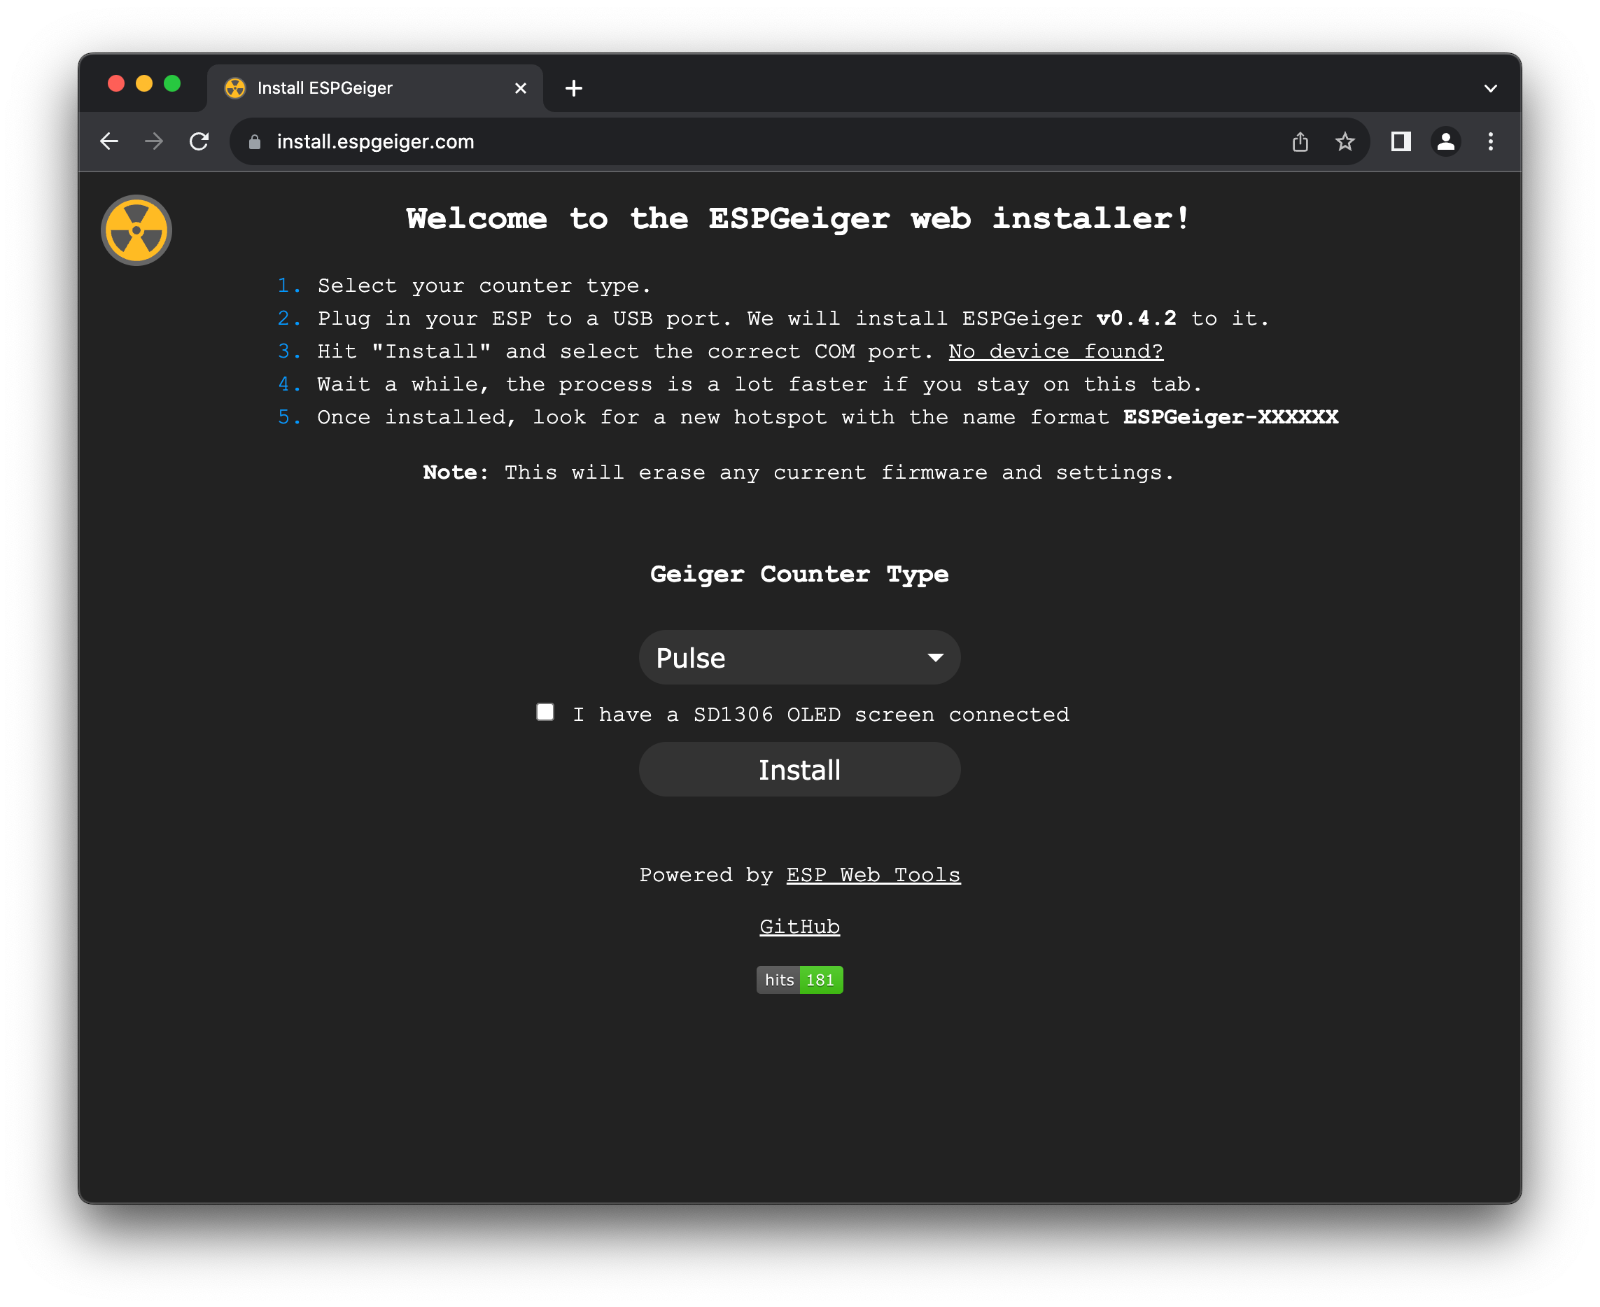 Install ESPGeiger
install.espgeiger.com
Welcome to the ESPGeiger web installer!
1. Select your counter type.
2. Plug in your ESP to a USB port. We will install ESPGeiger v0.4.2 to it.
3. Hit "Install" and select the correct COM port. No device found?
4. Wait a while, the process is a lot faster if you stay on this tab.
5. Once installed, look for a new hotspot with the name format ESPGeiger-XXXXXX
Note: This will erase any current firmware and settings.
Geiger Counter Type
Pulse
I have a SD1306 OLED screen connected
Install
Powered by ESP Web Tools
GitHub
hits 181